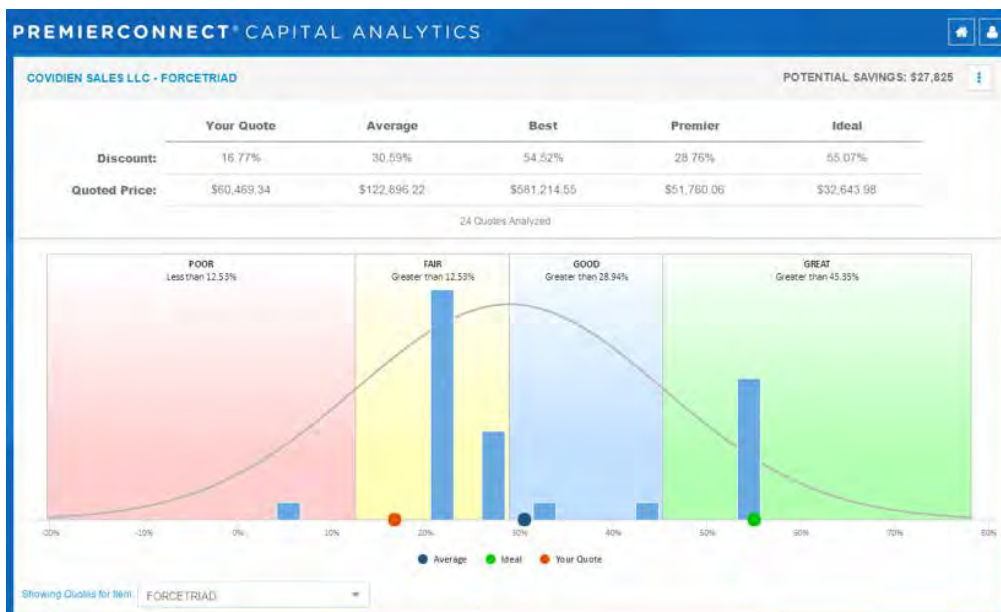 PREMIERCONNECT® CAPITAL ANALYTICS
COVIDIEN SALES LLC - FORCETRIAD
POTENTIAL SAVINGS: $27,825
Your Quote Average Best Premier Ideal
Discount: 16.77% 30.59% 54.52% 28.76% 55.07%
Quoted Price: $60,469.34 $122,896.22 $581,214.55 $51,760.06 $32,643.98
24 Quotes Analyzed
POOR FAIR GOOD GREAT
Less than 12.53% Greater than 12.53% Greater than 28.94% Greater than 45.35%
-20% -10% 0% 10% 20% 30% 40% 50% 60% 70% 80%
Average Ideal Your Quote
Showing Quotes for Item: FORCETRIAD